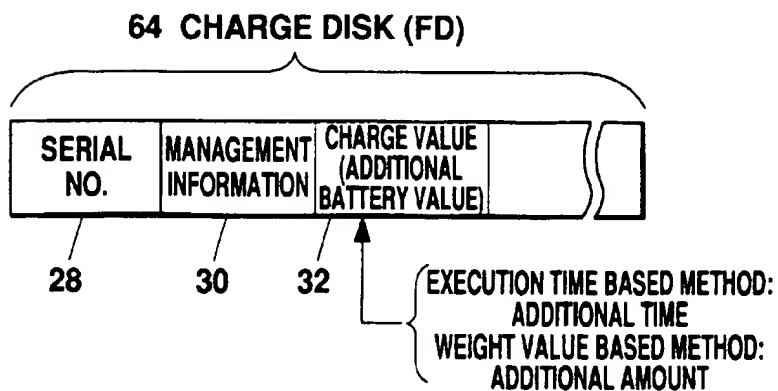 64 CHARGE DISK (FD)
SERIAL
NO.
MANAGEMENT
INFORMATION
CHARGE VALUE
(ADDITIONAL
BATTERY VALUE)
28
30
32
EXECUTION TIME BASED METHOD:
ADDITIONAL TIME
WEIGHT VALUE BASED METHOD:
ADDITIONAL AMOUNT